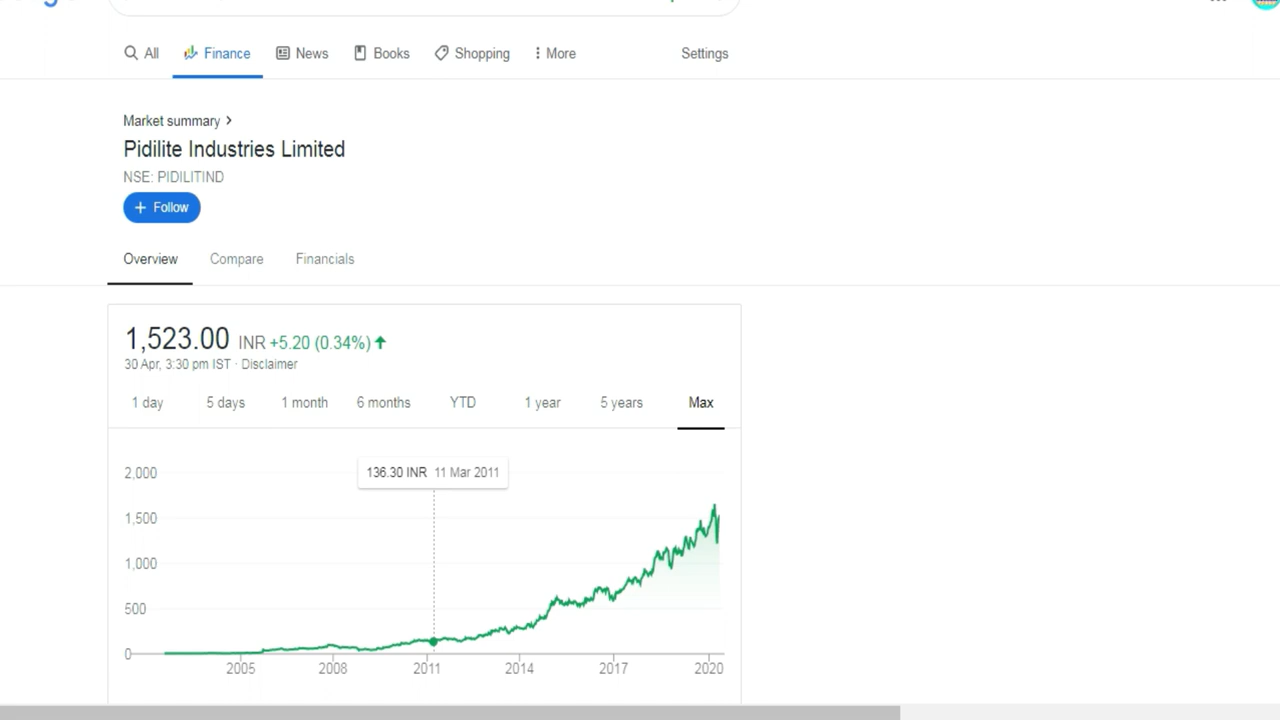 All Finance News Books Shopping More Settings
Market summary
Pidilite Industries Limited
NSE: PIDILITIND
+ Follow
Overview Compare Financials
1,523.00 INR +5.20 (0.34%)
30 Apr, 3:30 pm IST · Disclaimer
1 day 5 days 1 month 6 months YTD 1 year 5 years Max
136.30 INR 11 Mar 2011
2,000
1,500
1,000
500
0
2005 2008 2011 2014 2017 2020